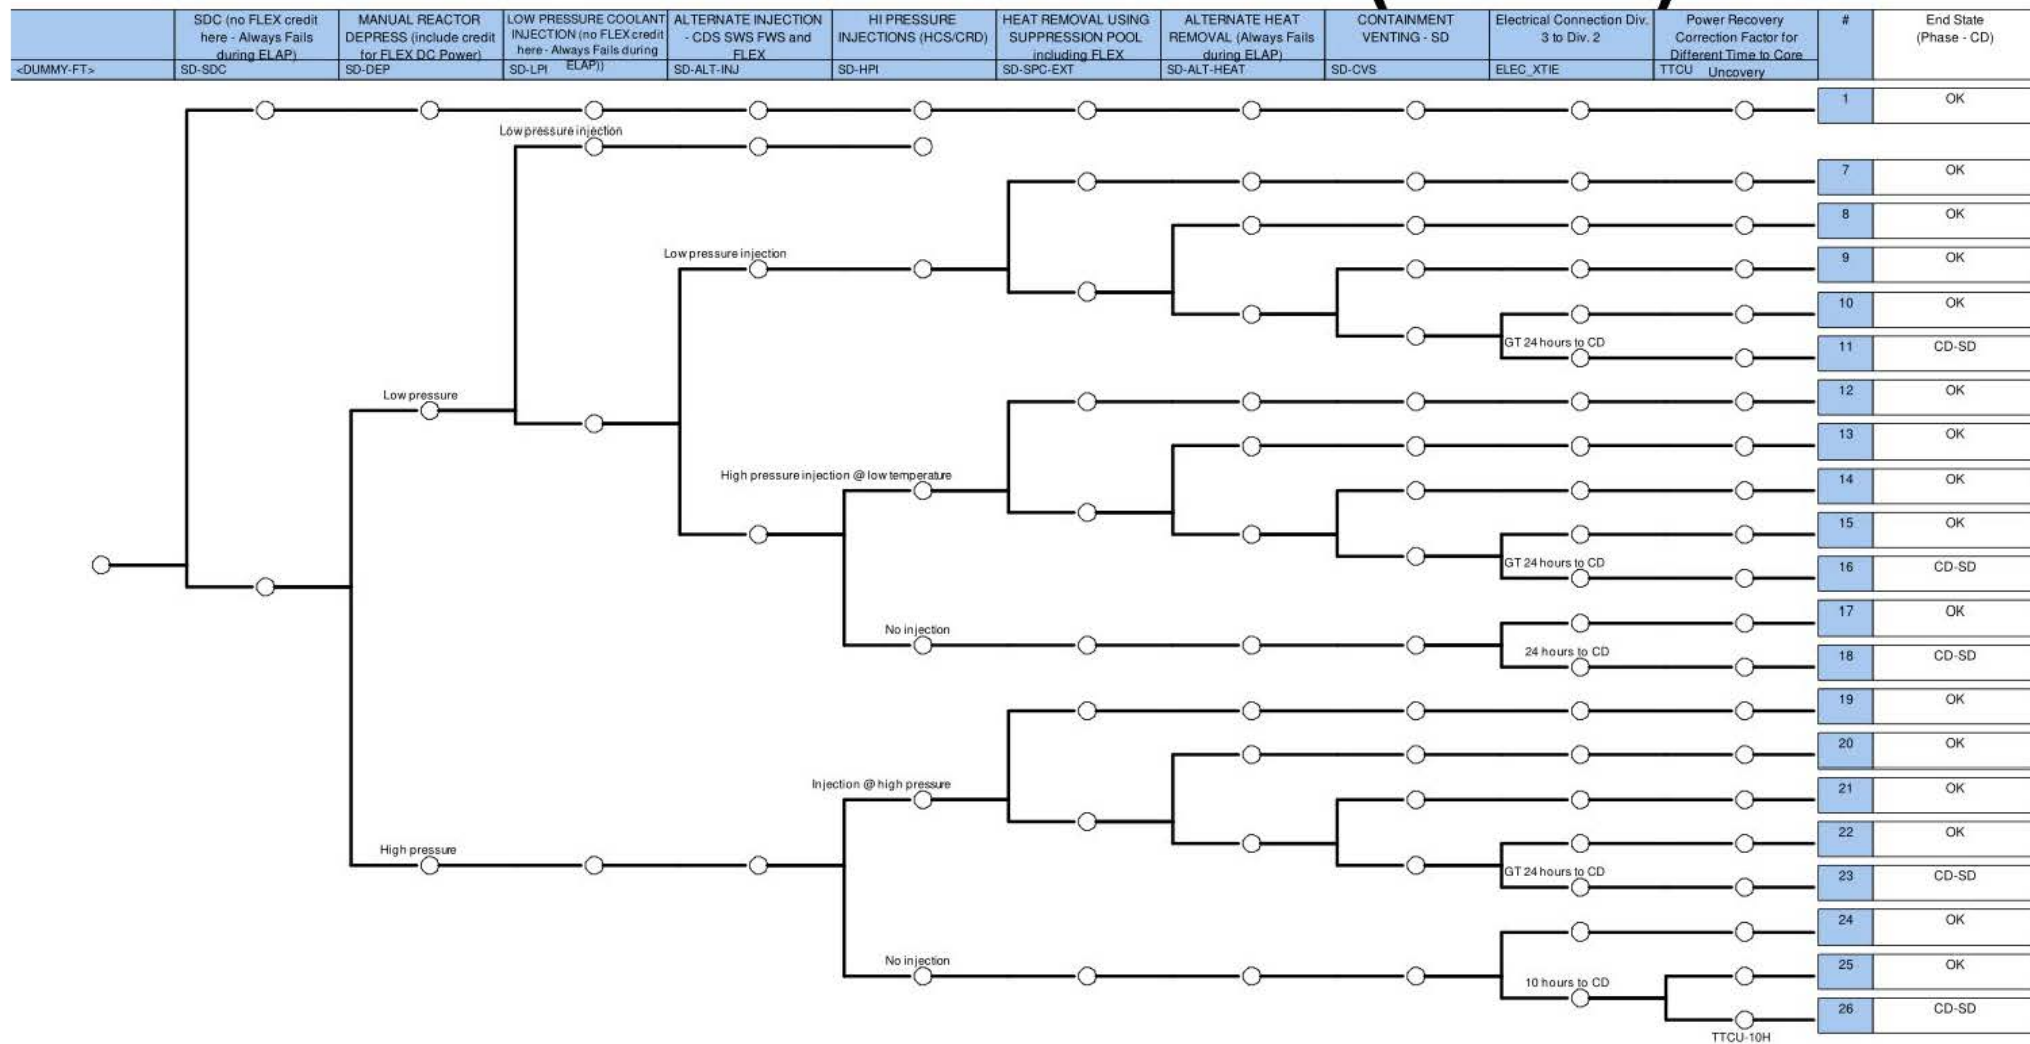 SDC (no FLEX credit
here - Always Fails
during ELAP)
SD-SDC
MANUAL REACTOR
DEPRESS (include credit
for FLEX DC Power)
SD-DEP
LOW PRESSURE COOLANT
INJECTION (no FLEX credit
here - Always Fails during
ELAP))
SD-LPI
ALTERNATE INJECTION
- CDS SWS FWS and
FLEX
SD-ALT-INJ
HI PRESSURE
INJECTIONS (HCS/CRD)
SD-HPI
HEAT REMOVAL USING
SUPPRESSION POOL
including FLEX
SD-SPC-EXT
ALTERNATE HEAT
REMOVAL (Always Fails
during ELAP)
SD-ALT-HEAT
CONTAINMENT
VENTING - SD
SD-CVS
Electrical Connection Div.
3 to Div. 2
ELEC_XTIE
Power Recovery
Correction Factor for
Different Time to Core
Uncovery
TTCU
#
End State
(Phase - CD)
<DUMMY-FT>
1 OK
Low pressure injection
7 OK
8 OK
Low pressure injection
9 OK
10 OK
GT 24 hours to CD
11 CD-SD
12 OK
Low pressure
13 OK
High pressure injection @ low temperature
14 OK
15 OK
GT 24 hours to CD
16 CD-SD
17 OK
No injection
24 hours to CD
18 CD-SD
19 OK
20 OK
Injection @ high pressure
21 OK
22 OK
High pressure
GT 24 hours to CD
23 CD-SD
24 OK
No injection
25 OK
10 hours to CD
26 CD-SD
TTCU-10H